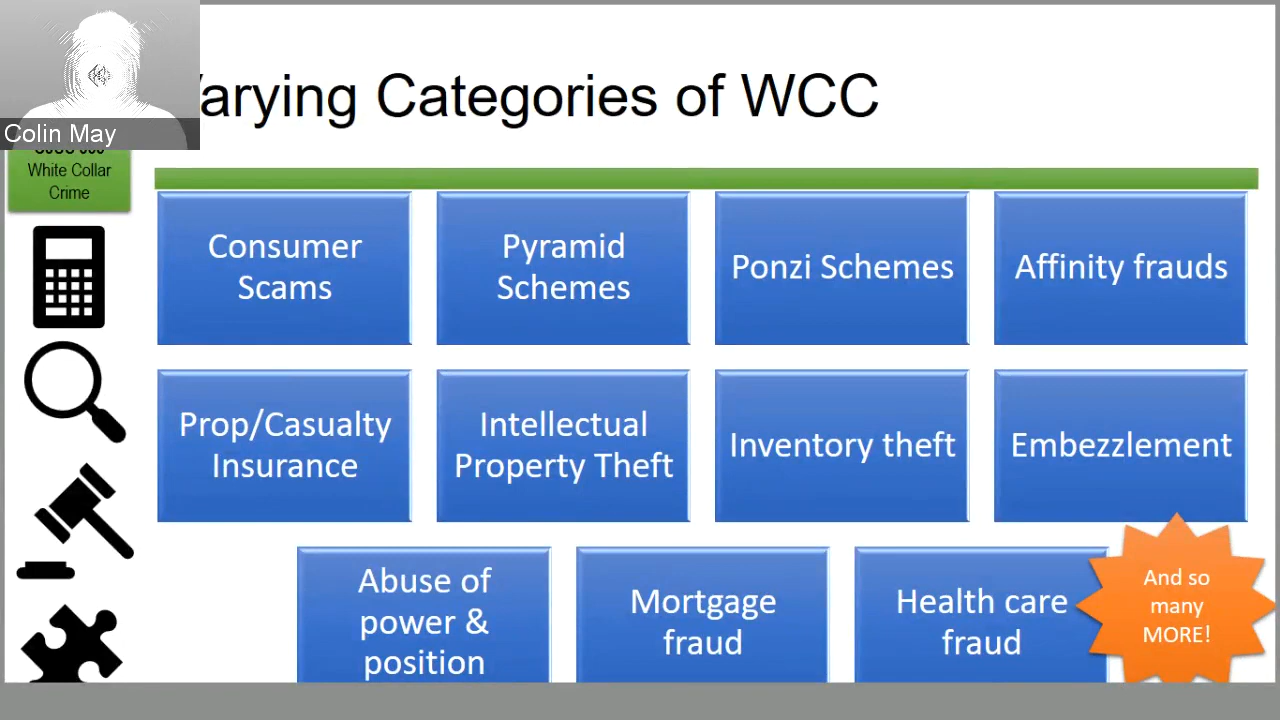 arying Categories of WCC
Colin May
White Collar
Crime
Consumer
Scams
Pyramid
Schemes
Ponzi Schemes
Affinity frauds
Prop/Casualty
Insurance
Intellectual
Property Theft
Inventory theft
Embezzlement
Abuse of
power &
position
Mortgage
fraud
Health care
fraud
And so
many
MORE!